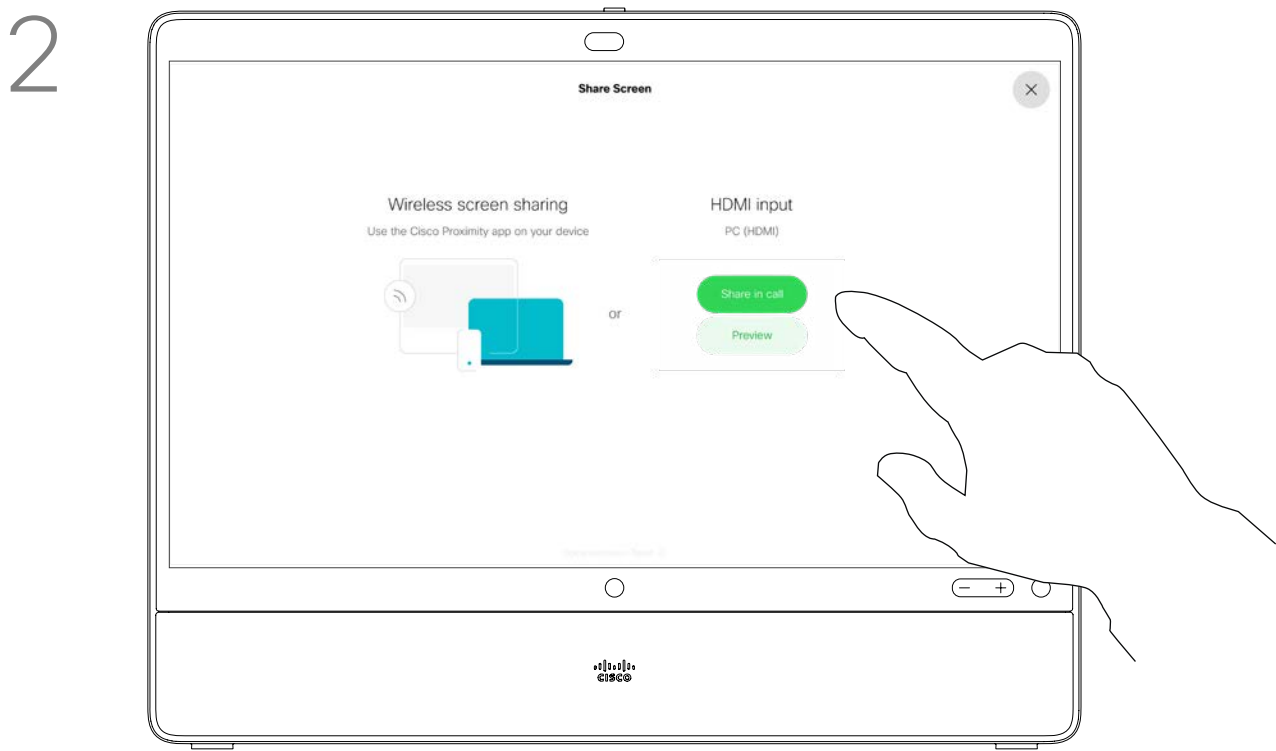 2
Share Screen
Wireless screen sharing
Use the Cisco Proximity app on your device
or
HDMI input
PC (HDMI)
Share in call
Preview
CISCO